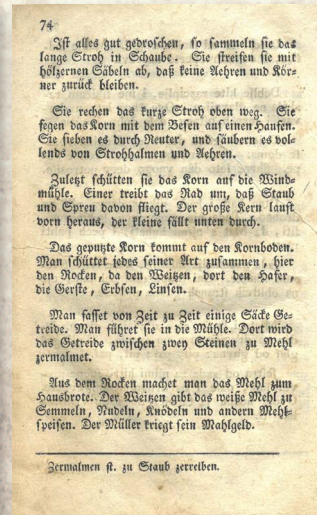 74
Ist alles gut gedroschen, so sammeln sie das
lange Stroh in Schaube. Sie streifen sie mit
hölzernen Säbeln ab, daß keine Aehren und Kör-
ner zurück bleiben.
Sie rechen das kurze Stroh oben weg. Sie
fegen das Korn mit dem Besen auf einen Haufen.
Sie sieben es durch Reuter, und säubern es vol-
lends von Strohhalmen und Aehren.
Zuletzt schütten sie das Korn auf die Wind-
mühle. Einer treibt das Rad um, daß Staub
und Spreu davon fliegt. Der große Kern lauft
vorn heraus, der kleine fällt unten durch.
Das geputzte Korn kommt auf den Kornboden.
Man schüttet jedes seiner Art zusammen, hier
den Rocken, da den Weitzen, dort den Hafer,
die Gerste, Erbsen, Linsen.
Man fasset von Zeit zu Zeit einige Säcke Ge-
treide. Man führet sie in die Mühle. Dort wird
das Getreide zwischen zwey Steinen zu Mehl
zermalmet.
Aus dem Rocken machet man das Mehl zum
Hausbrote. Der Weitzen gibt das weiße Mehl zu
Semmeln, Nudeln, Knödeln und andern Mehl-
speisen. Der Müller kriegt sein Mahlgeld.
Zermalmen st. zu Staub zerreiben.